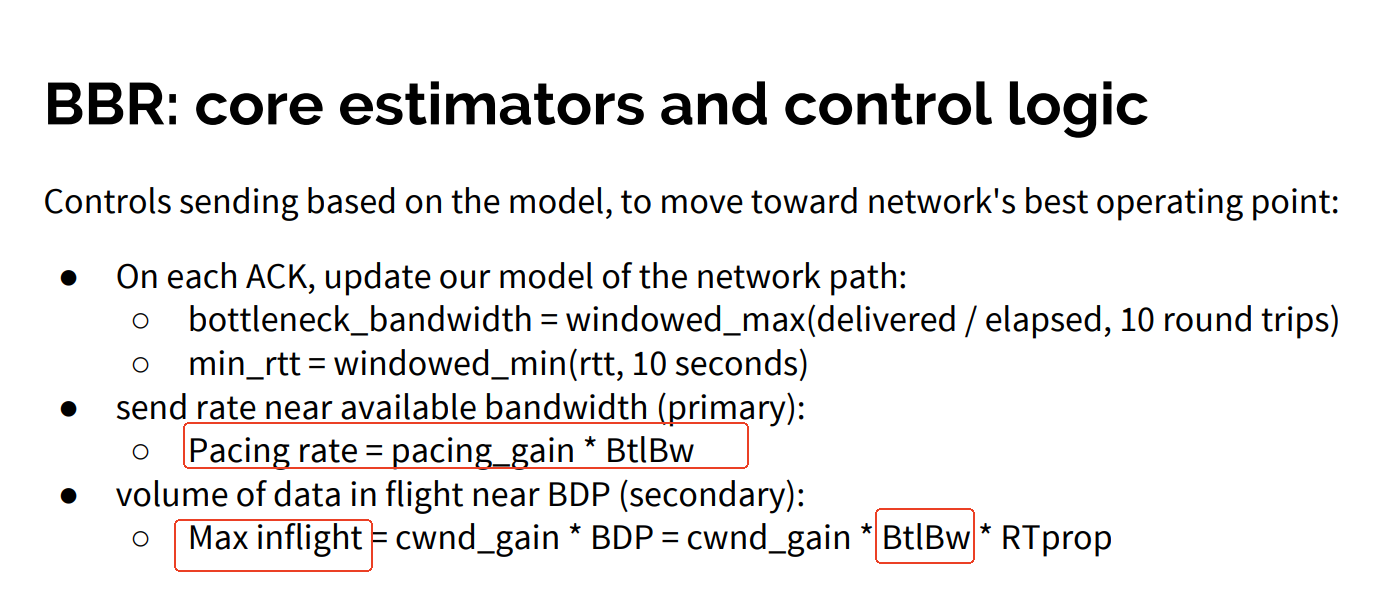 BBR: core estimators and control logic
Controls sending based on the model, to move toward network's best operating point:
● On each ACK, update our model of the network path:
○ bottleneck_bandwidth = windowed_max(delivered / elapsed, 10 round trips)
○ min_rtt = windowed_min(rtt, 10 seconds)
● send rate near available bandwidth (primary):
○ Pacing rate = pacing_gain * BtlBw
● volume of data in flight near BDP (secondary):
○ Max inflight = cwnd_gain * BDP = cwnd_gain * BtlBw * RTprop